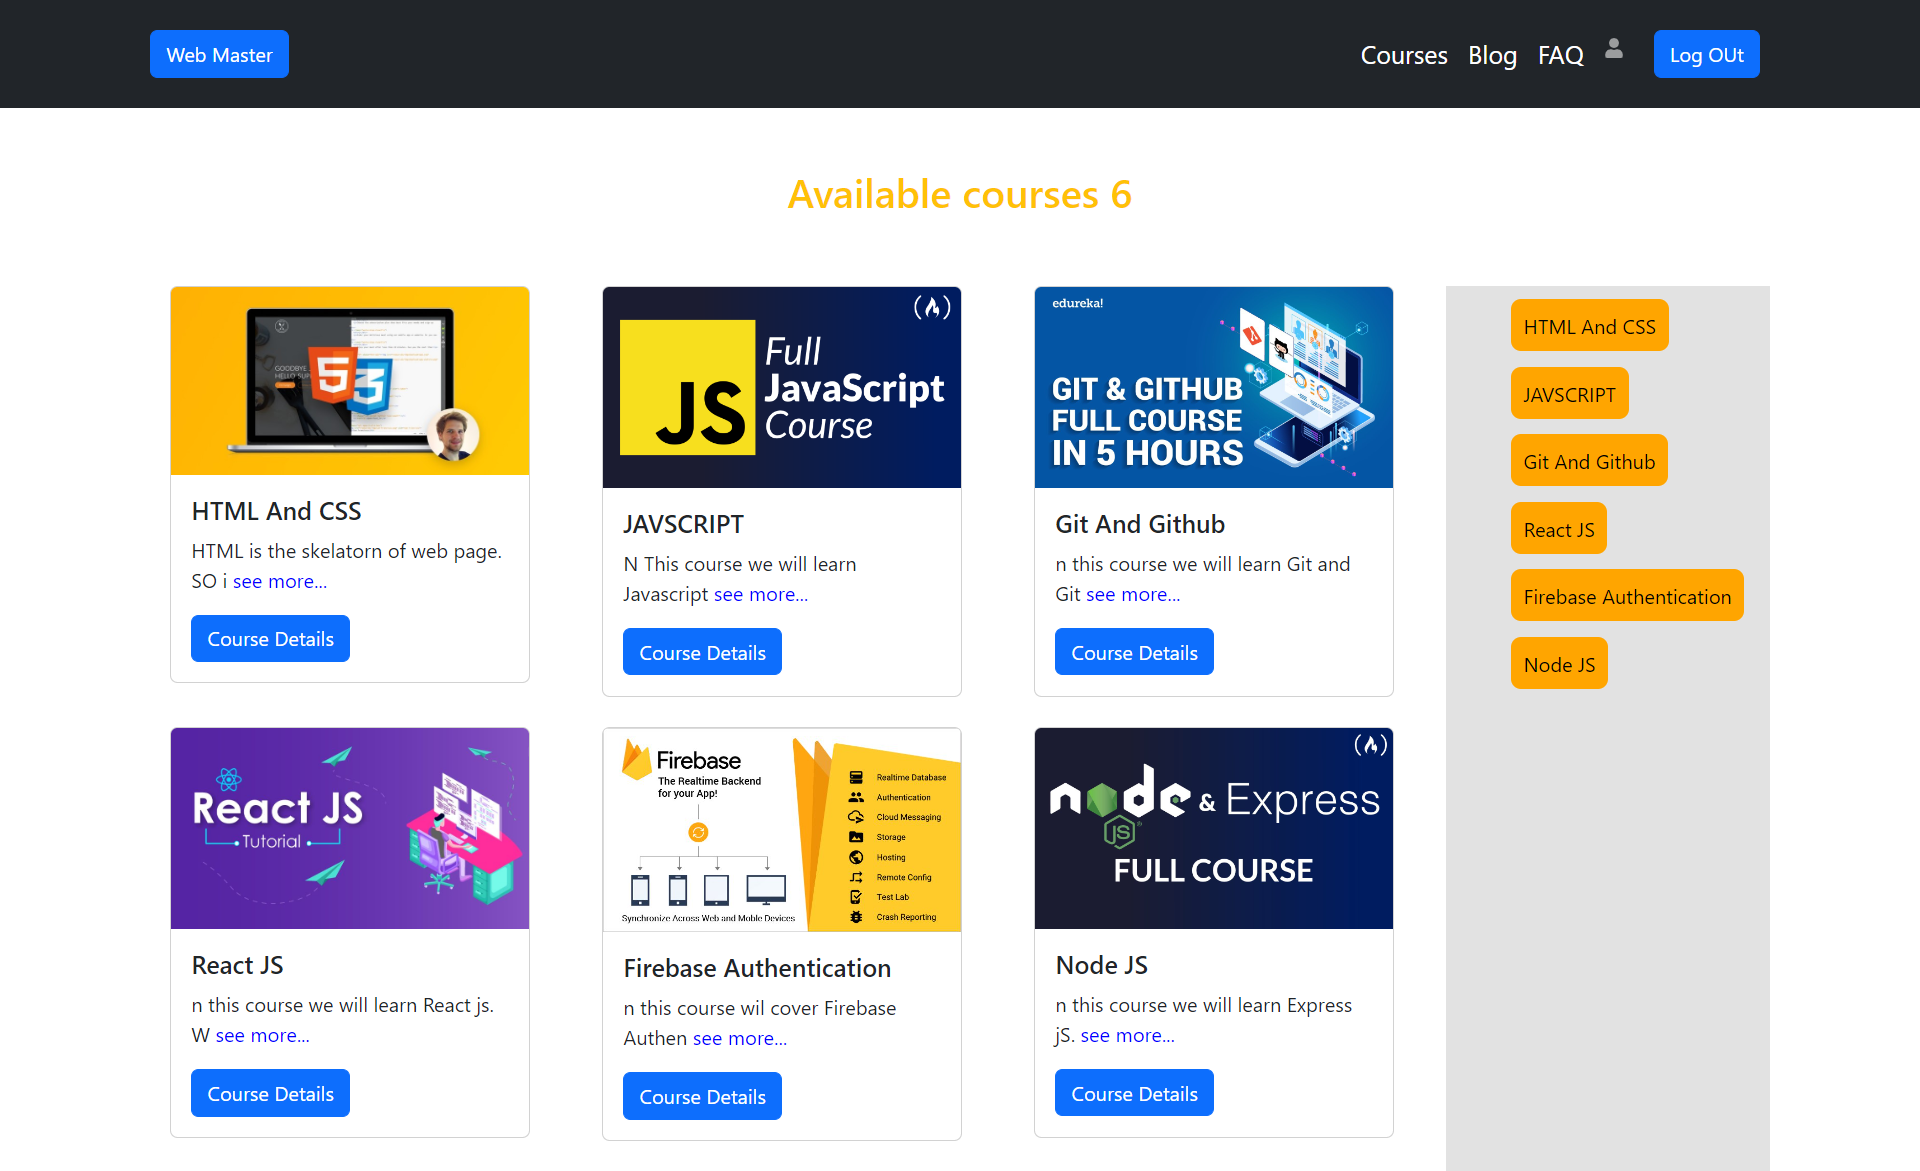 Web Master
Courses
Blog
FAQ
Log OUt
Available courses 6
HTML And CSS
HTML is the skelatorn of web page.
SO i see more...
Course Details
JS
Full
JavaScript
Course
JAVSCRIPT
N This course we will learn
Javascript see more...
Course Details
edureka!
GIT & GITHUB
FULL COURSE
IN 5 HOURS
Git And Github
n this course we will learn Git and
Git see more...
Course Details
HTML And CSS
JAVSCRIPT
Git And Github
React JS
Firebase Authentication
Node JS
React JS
Tutorial
React JS
n this course we will learn React js.
W see more...
Course Details
Firebase
The Realtime Backend
for your App!
Synchronize Across Web and Moble Devices
Realtime Database
Authentication
Cloud Messaging
Storage
Hosting
Remote Config
Test Lab
Crash Reporting
Firebase Authentication
n this course wil cover Firebase
Authen see more...
Course Details
node & Express
JS
FULL COURSE
Node JS
n this course we will learn Express
jS. see more...
Course Details